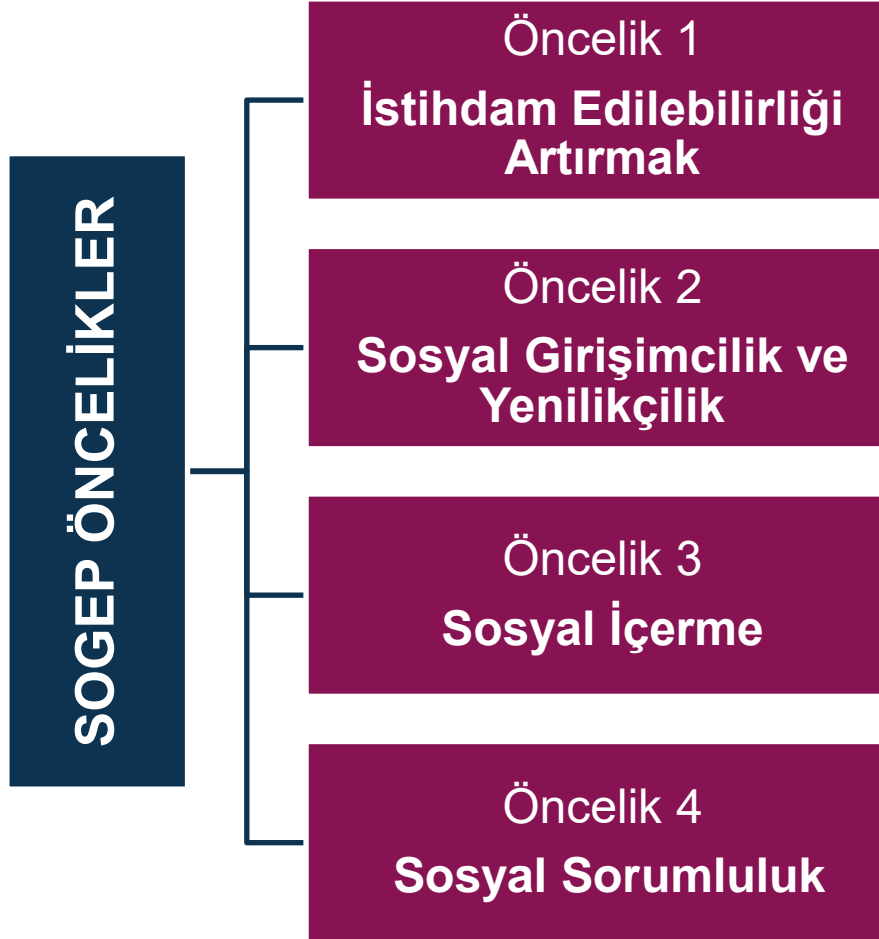 SOGEP ÖNCELİKLER
Öncelik 1
İstihdam Edilebilirliği
Artırmak
Öncelik 2
Sosyal Girişimcilik ve
Yenilikçilik
Öncelik 3
Sosyal İçerme
Öncelik 4
Sosyal Sorumluluk